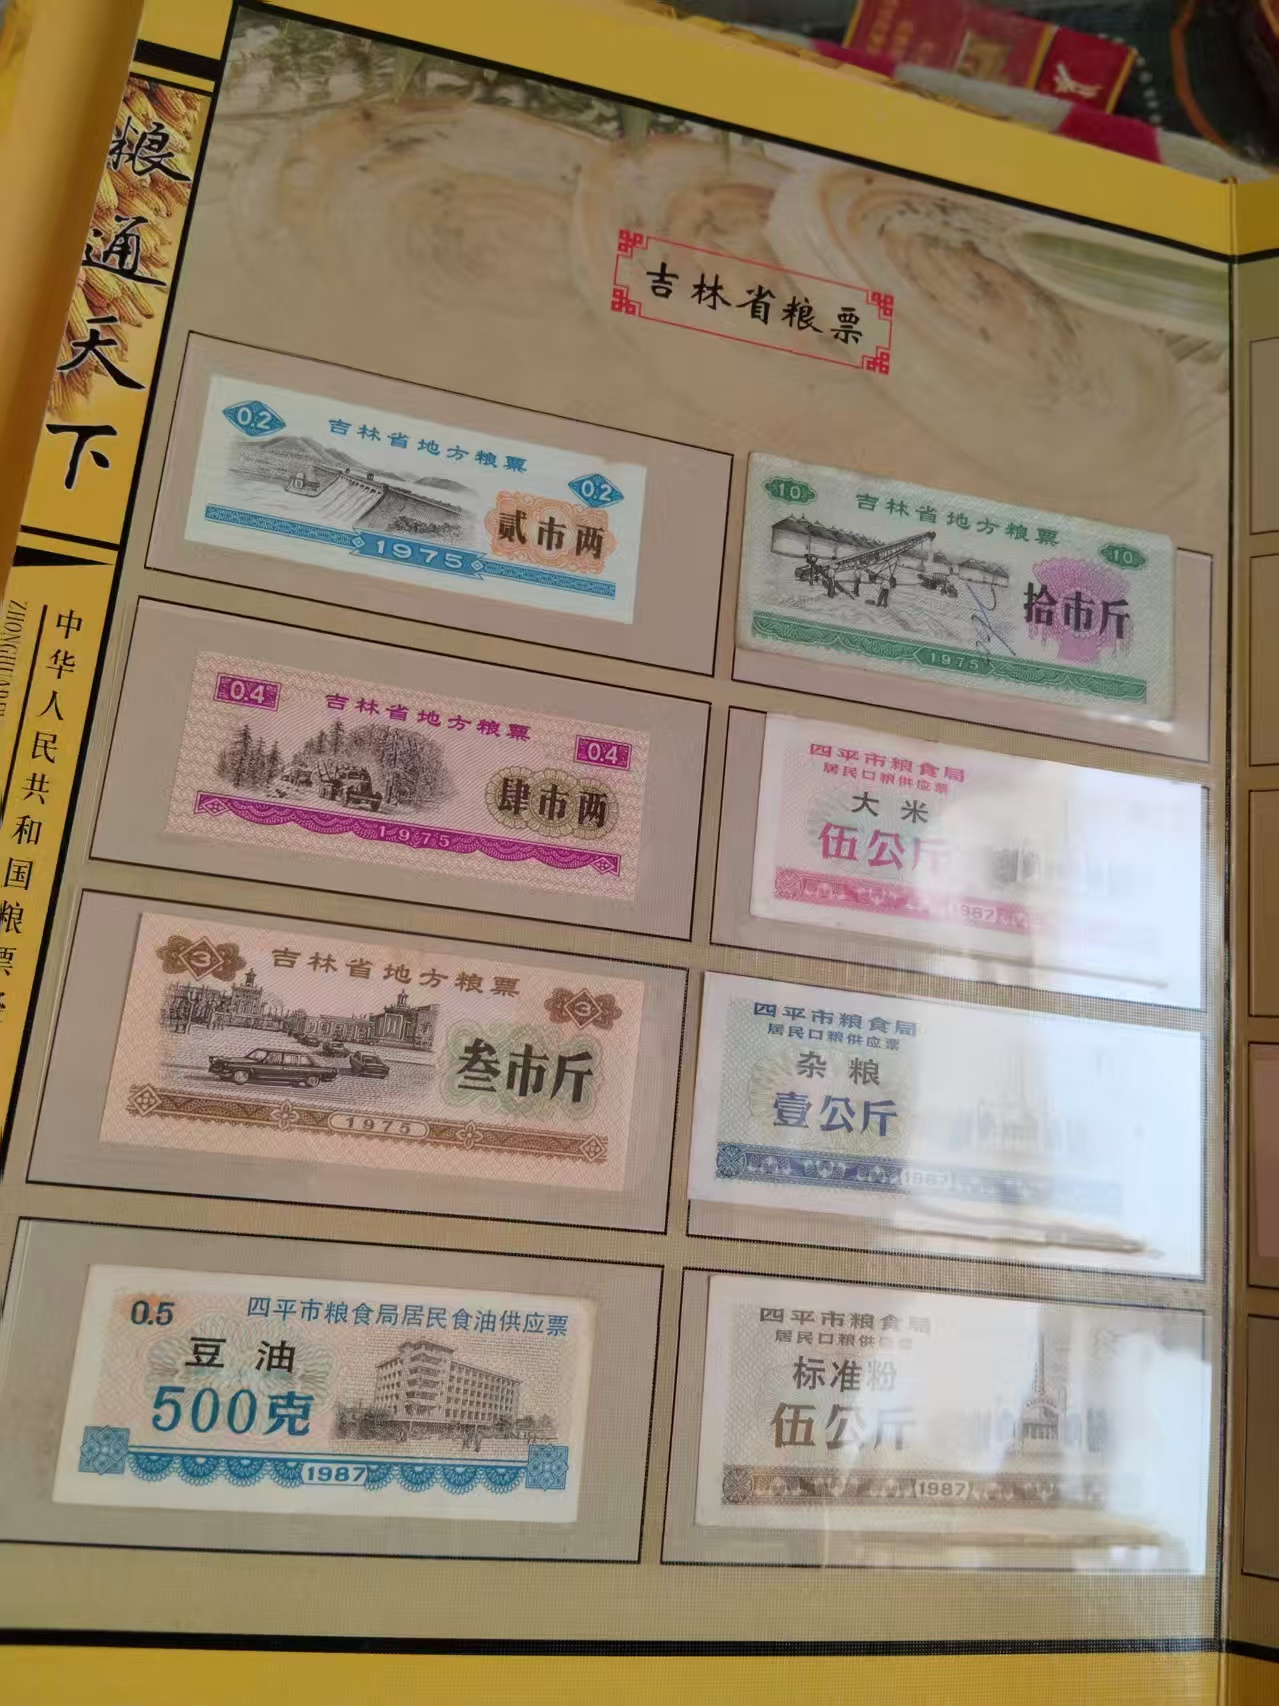 粮通天下
中华人民共和国粮票
吉林省粮票
0.2
吉林省地方粮票
0.2
贰市两
1975
10
吉林省地方粮票
10
拾市斤
1975
0.4
吉林省地方粮票
0.4
肆市两
1975
四平市粮食局
居民口粮供应票
大米
伍公斤
1987
3
吉林省地方粮票
3
叁市斤
1975
四平市粮食局
居民口粮供应票
杂粮
壹公斤
1987
0.5
四平市粮食局居民食油供应票
豆油
500克
1987
四平市粮食局
居民口粮供应票
标准粉
伍公斤
1987